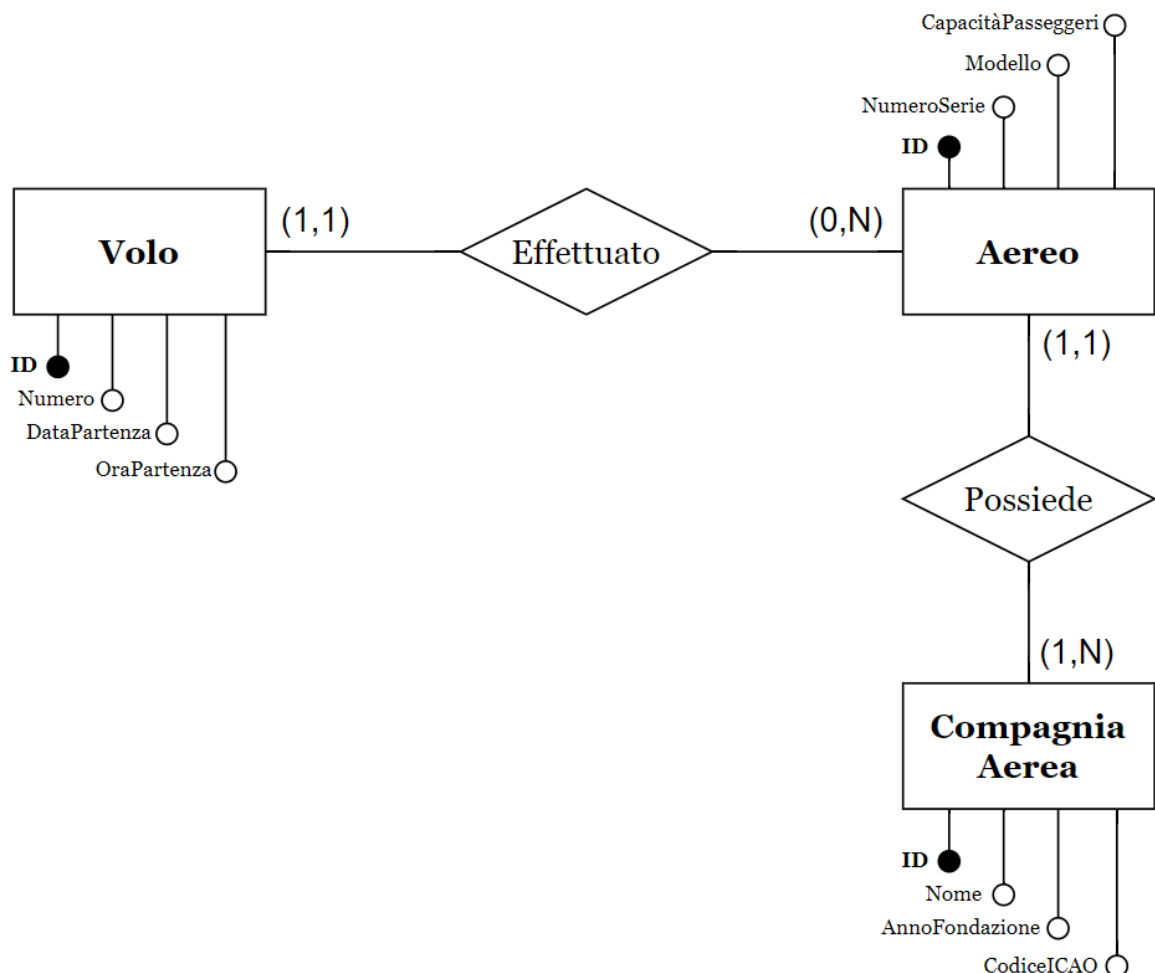 CapacitàPasseggeri
Modello
NumeroSerie
ID
Volo
(1,1)
Effettuato
(0,N)
Aereo
ID
Numero
DataPartenza
OraPartenza
(1,1)
Possiede
(1,N)
Compagnia
Aerea
ID
Nome
AnnoFondazione
CodiceICAO